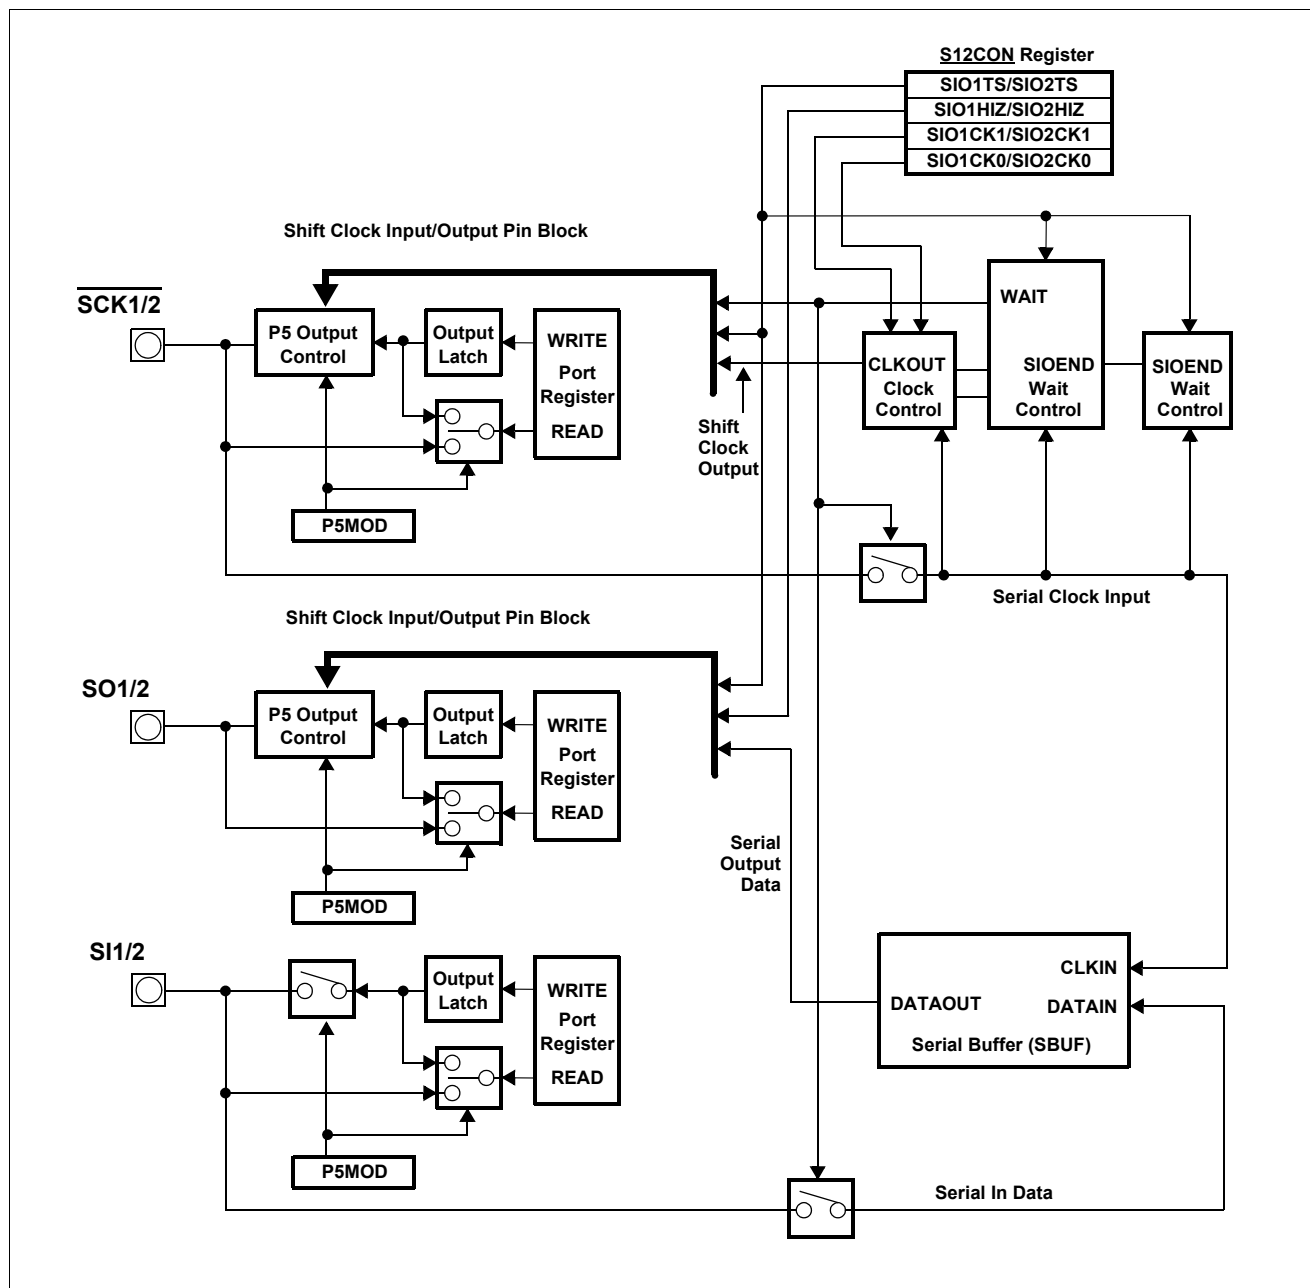 S12CON Register
SIO1TS/SIO2TS
SIO1HIZ/SIO2HIZ
SIO1CK1/SIO2CK1
SIO1CK0/SIO2CK0
Shift Clock Input/Output Pin Block
SCK1/2
P5 Output
Control
Output
Latch
WRITE
Port
Register
READ
P5MOD
Shift
Clock
Output
CLKOUT
Clock
Control
WAIT
SIOEND
Wait
Control
SIOEND
Wait
Control
Serial Clock Input
Shift Clock Input/Output Pin Block
SO1/2
P5 Output
Control
Output
Latch
WRITE
Port
Register
READ
P5MOD
Serial
Output
Data
SI1/2
Output
Latch
WRITE
Port
Register
READ
P5MOD
CLKIN
DATAOUT
DATAIN
Serial Buffer (SBUF)
Serial In Data